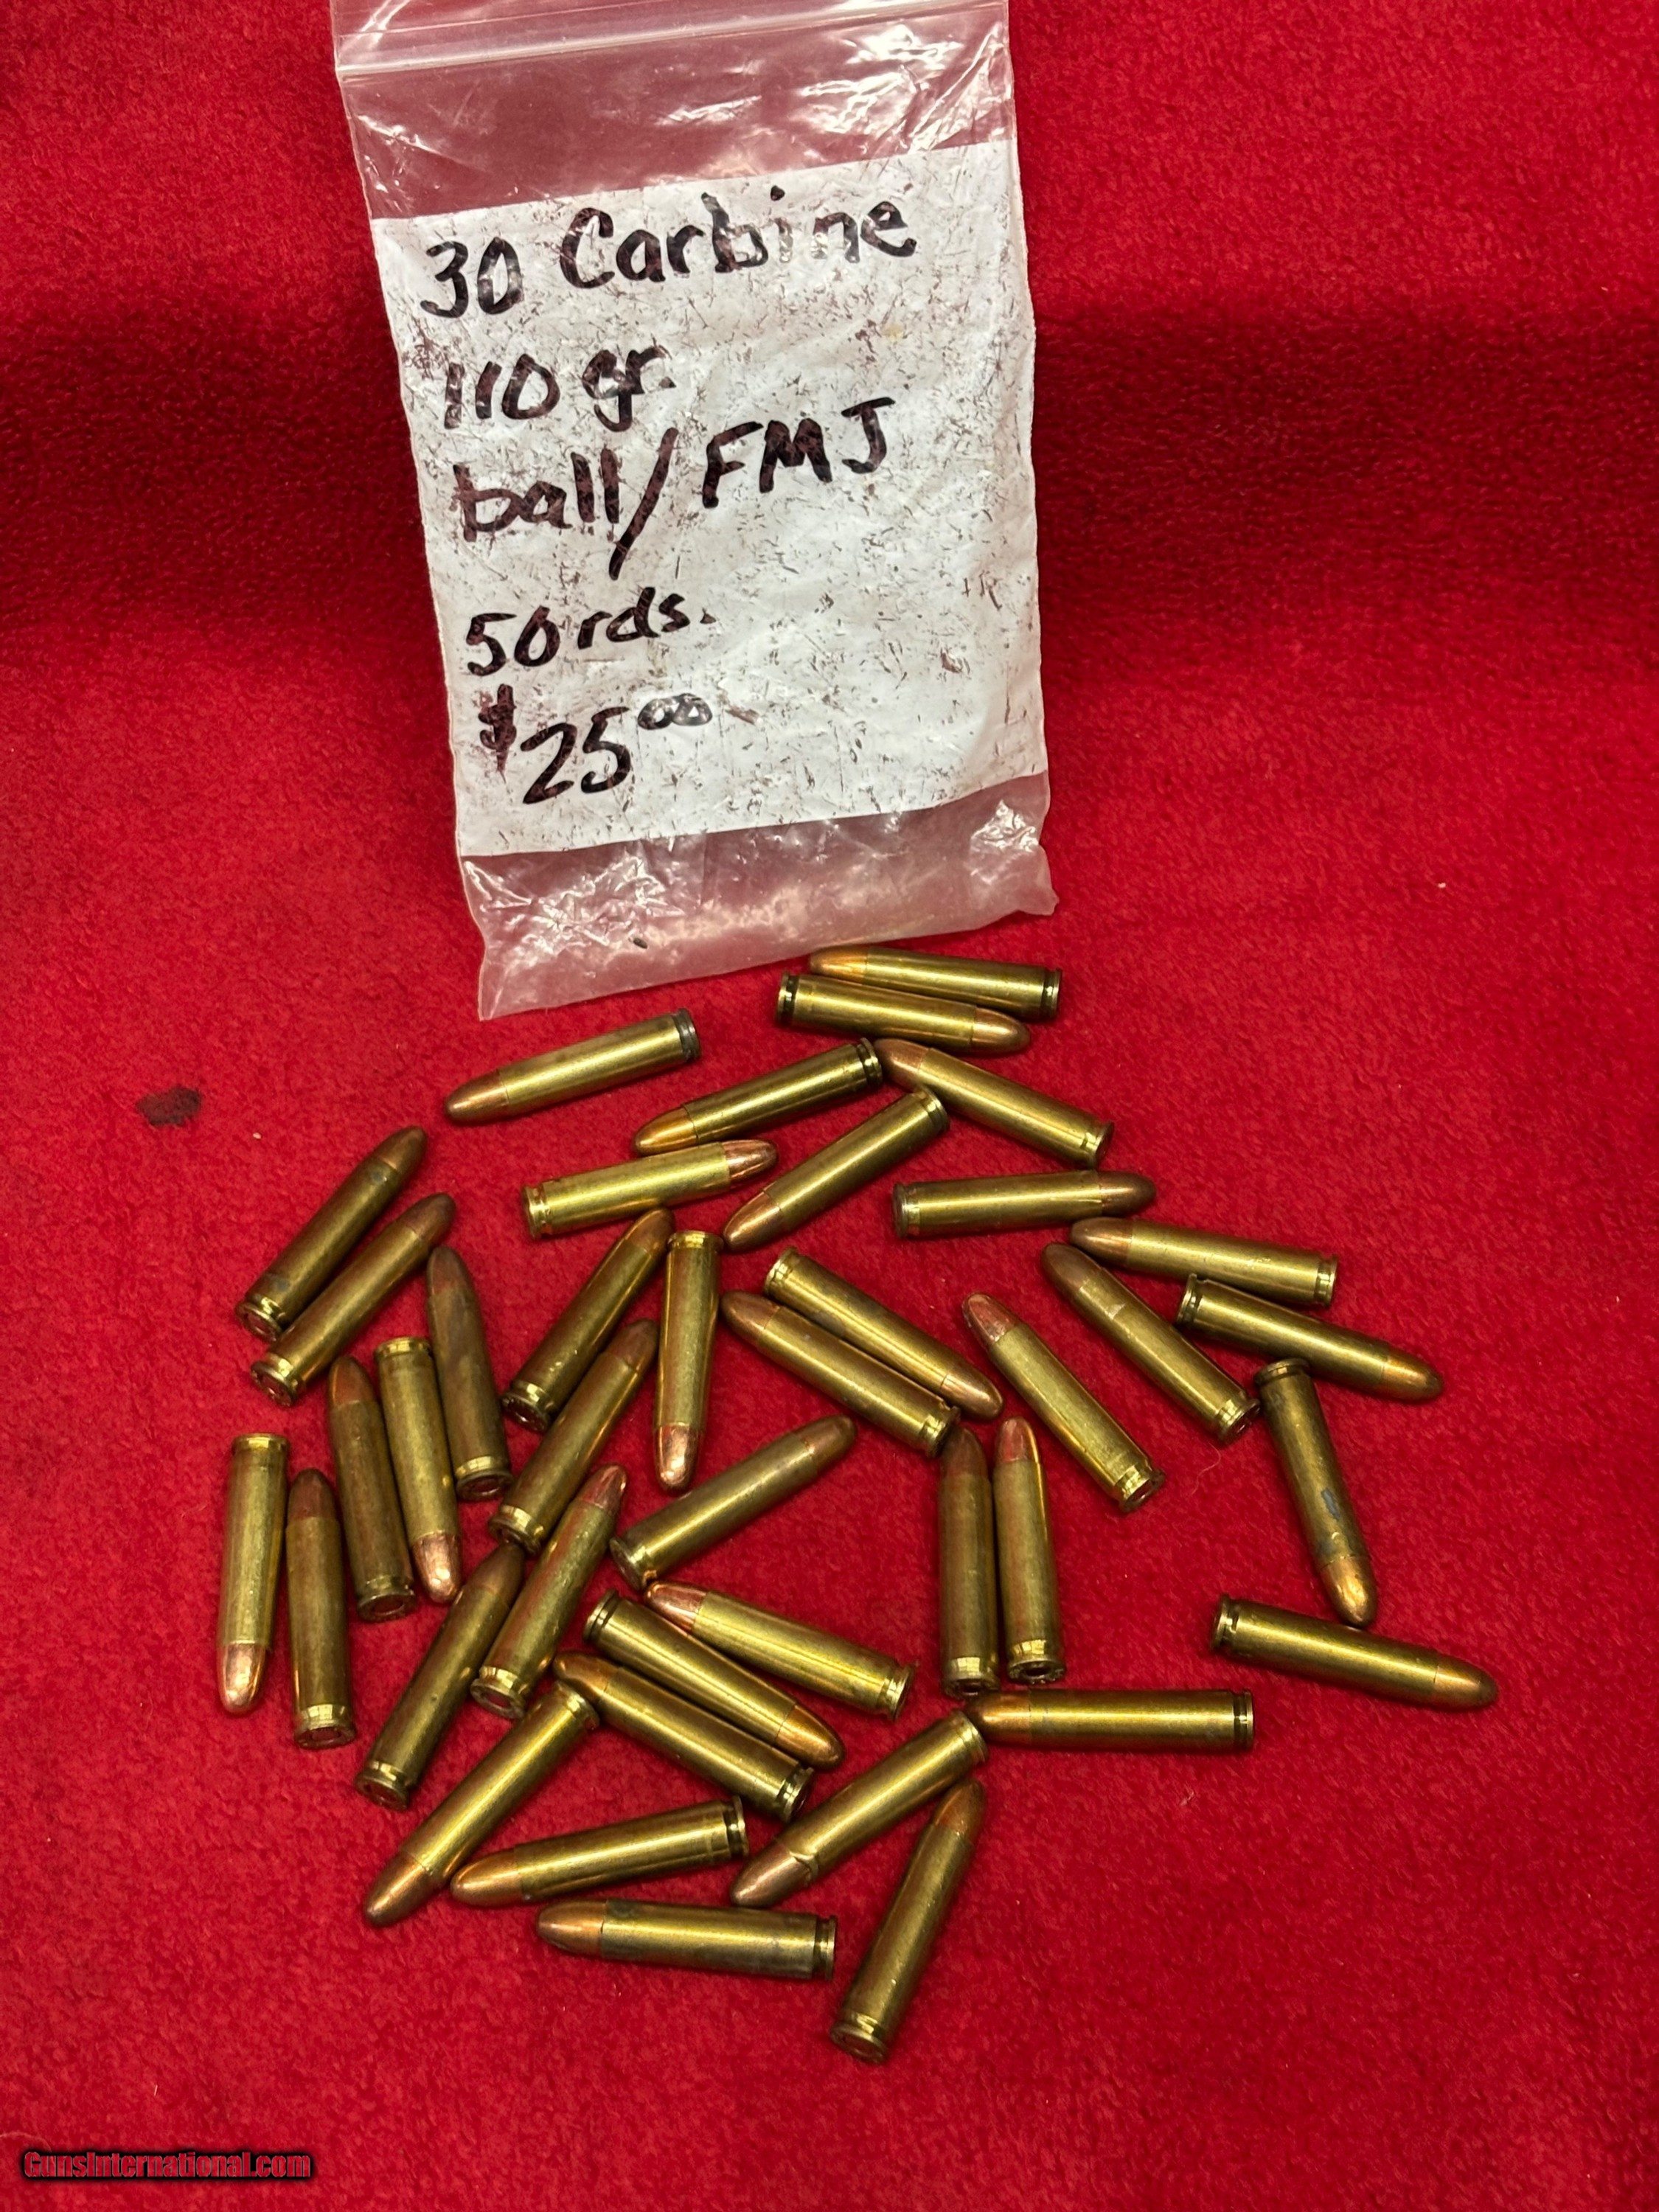 30 Carbine
110 gr.
ball/FMJ
50 rds.
$25.00
GunsInternational.com